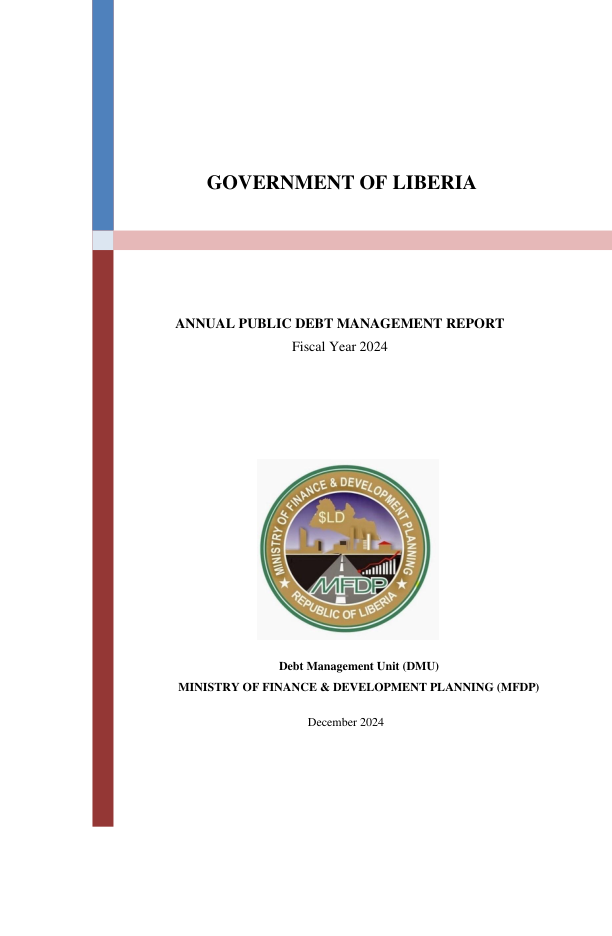 GOVERNMENT OF LIBERIA
ANNUAL PUBLIC DEBT MANAGEMENT REPORT
Fiscal Year 2024
MINISTRY OF FINANCE & DEVELOPMENT PLANNING
$LD
MFDP
REPUBLIC OF LIBERIA
Debt Management Unit (DMU)
MINISTRY OF FINANCE & DEVELOPMENT PLANNING (MFDP)
December 2024